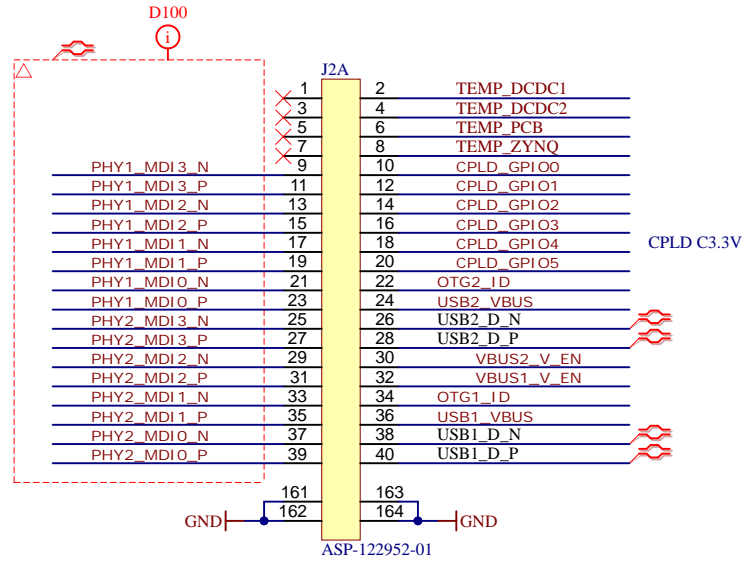 D100
i
J2A
1 2 TEMP_DCDC1
3 4 TEMP_DCDC2
5 6 TEMP_PCB
7 8 TEMP_ZYNQ
PHY1_MDI3_N 9 10 CPLD_GPIO0
PHY1_MDI3_P 11 12 CPLD_GPIO1
PHY1_MDI2_N 13 14 CPLD_GPIO2
PHY1_MDI2_P 15 16 CPLD_GPIO3
PHY1_MDI1_N 17 18 CPLD_GPIO4 CPLD C3.3V
PHY1_MDI1_P 19 20 CPLD_GPIO5
PHY1_MDI0_N 21 22 OTG2_ID
PHY1_MDI0_P 23 24 USB2_VBUS
PHY2_MDI3_N 25 26 USB2_D_N
PHY2_MDI3_P 27 28 USB2_D_P
PHY2_MDI2_N 29 30 VBUS2_V_EN
PHY2_MDI2_P 31 32 VBUS1_V_EN
PHY2_MDI1_N 33 34 OTG1_ID
PHY2_MDI1_P 35 36 USB1_VBUS
PHY2_MDI0_N 37 38 USB1_D_N
PHY2_MDI0_P 39 40 USB1_D_P
161 163
GND 162 164 GND
ASP-122952-01